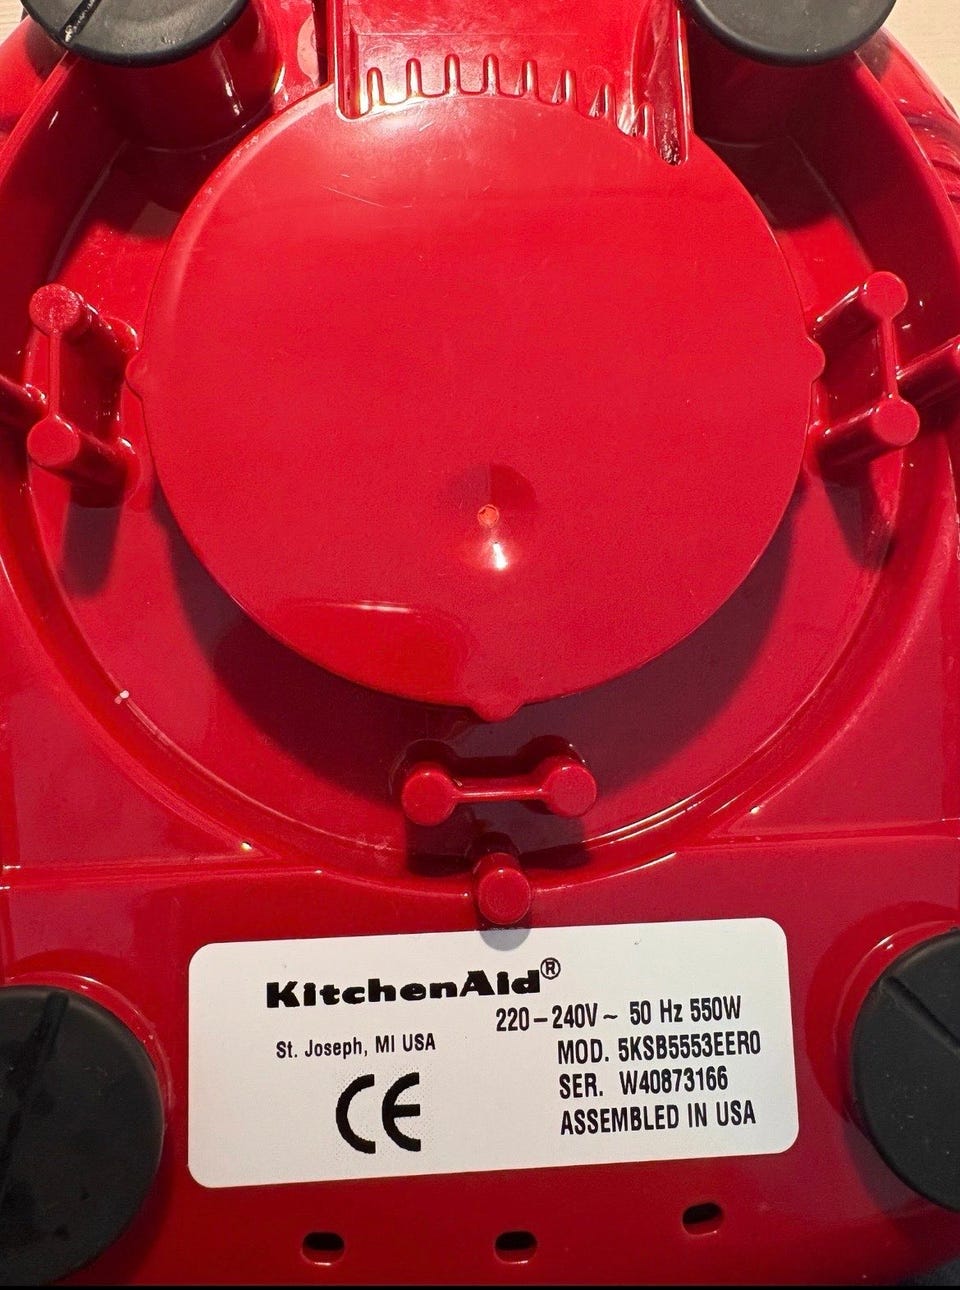 KitchenAid®
220-240V~ 50 Hz 550W
St. Joseph, MI USA
MOD. 5KSB5553EER0
SER. W40873166
CE
ASSEMBLED IN USA